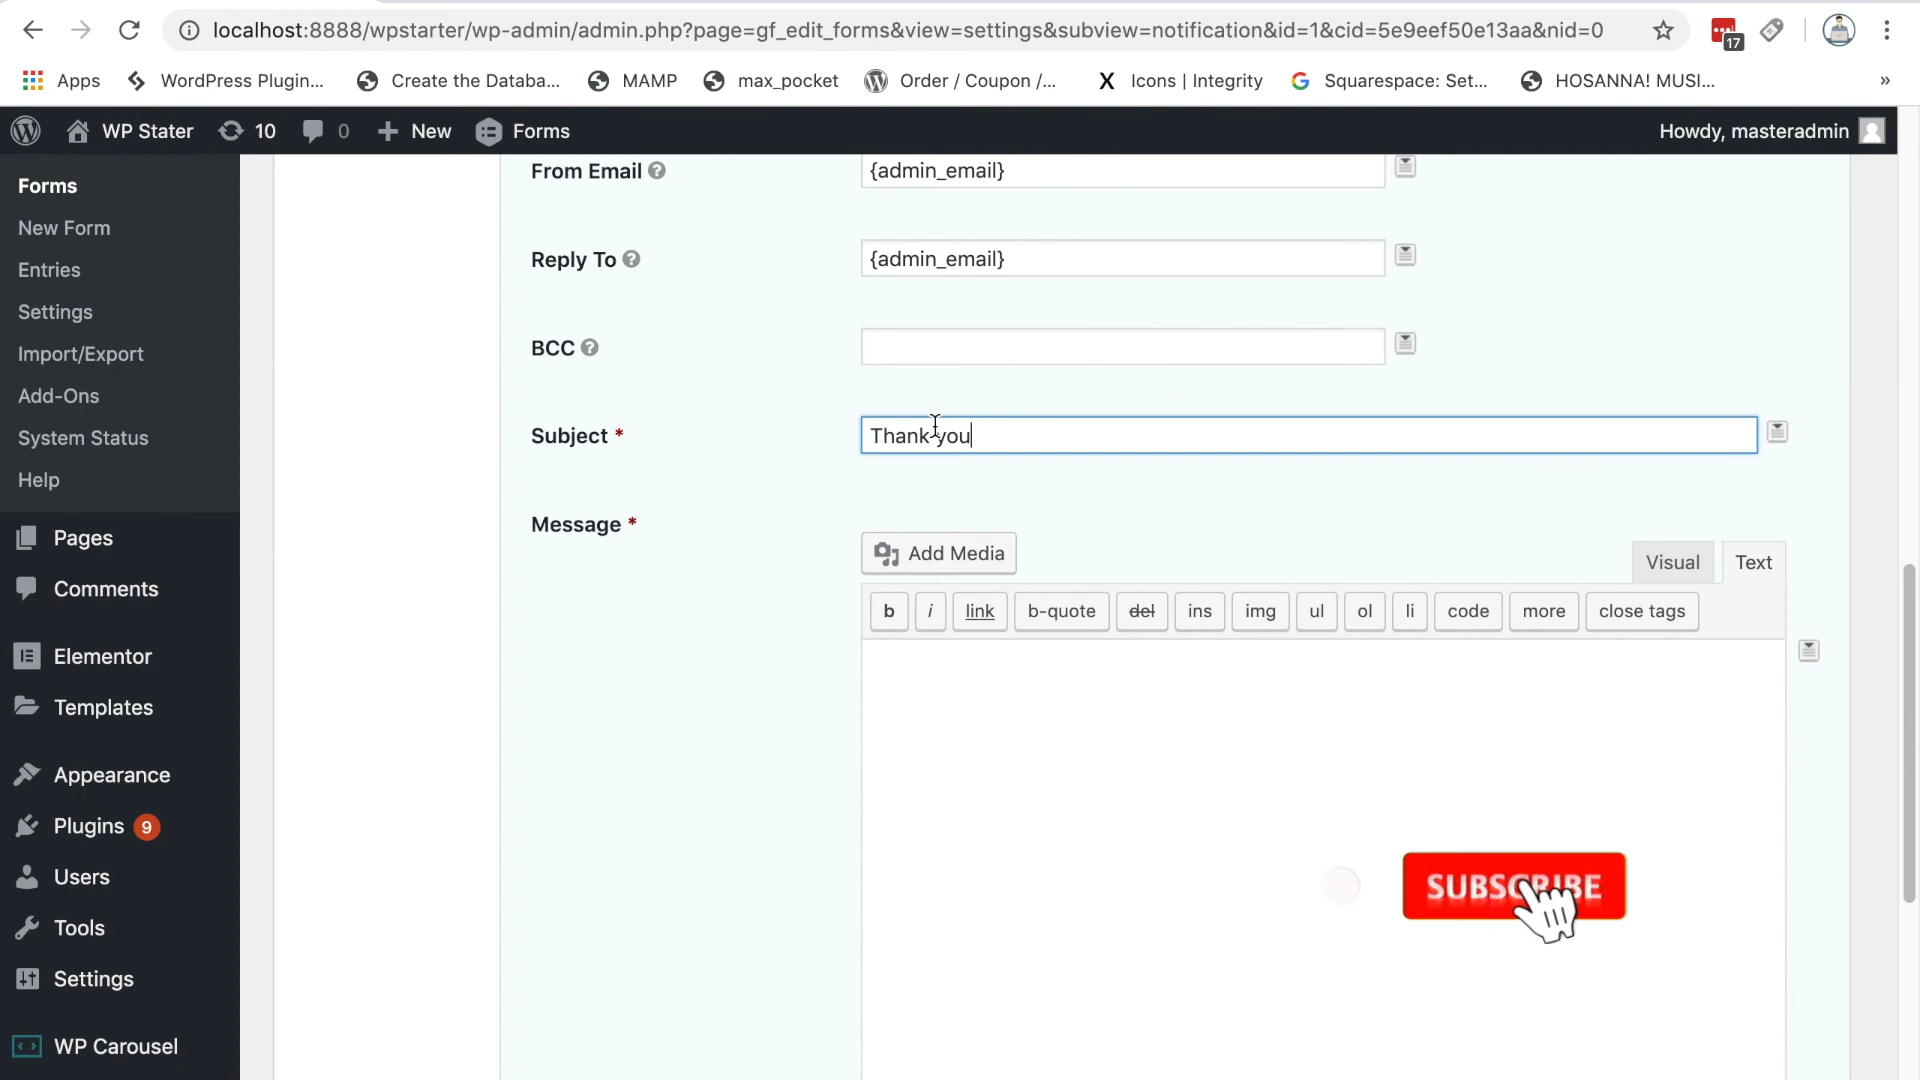 localhost:8888/wpstarter/wp-admin/admin.php?page=gf_edit_forms&view=settings&subview=notification&id=1&cid=5e9eef50e13aa&nid=0
17
Apps
WordPress Plugin...
Create the Databa...
MAMP
max_pocket
Order / Coupon /...
Icons | Integrity
Squarespace: Set...
HOSANNA! MUSI...
»
WP Stater
10
0
New
Forms
Howdy, masteradmin
Forms
New Form
Entries
Settings
Import/Export
Add-Ons
System Status
Help
Pages
Comments
Elementor
Templates
Appearance
Plugins 9
Users
Tools
Settings
WP Carousel
From Email
{admin_email}
Reply To
{admin_email}
BCC
Subject *
Thank you
Message *
Add Media
Visual
Text
b
i
link
b-quote
del
ins
img
ul
ol
li
code
more
close tags
SUBSCRIBE